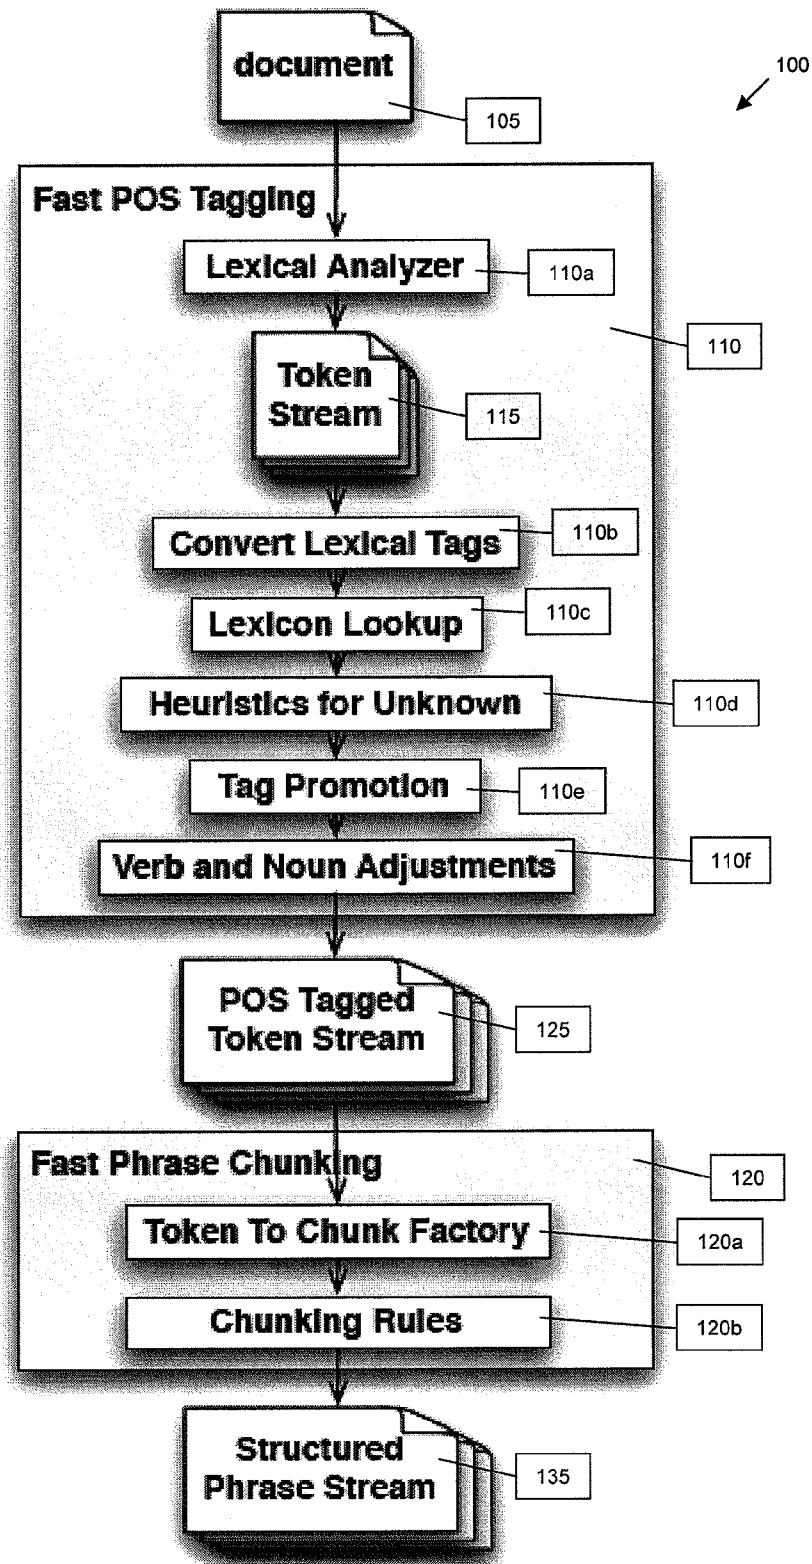 document
100
105
Fast POS Tagging
Lexical Analyzer
110a
110
Token
Stream
115
Convert Lexical Tags
110b
Lexicon Lookup
110c
Heuristics for Unknown
110d
Tag Promotion
110e
Verb and Noun Adjustments
110f
POS Tagged
Token Stream
125
Fast Phrase Chunking
120
Token To Chunk Factory
120a
Chunking Rules
120b
Structured
Phrase Stream
135